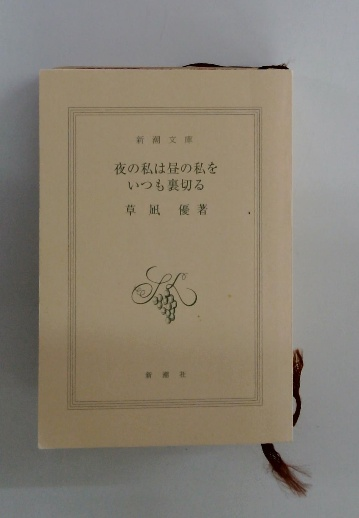 新潮文庫
夜の私は昼の私を
いつも裏切る
草凪 優著
新潮社